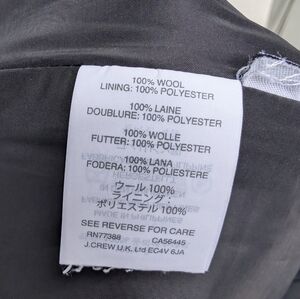 100% WOOL
LINING: 100% POLYESTER
100% LAINE
DOUBLURE: 100% POLYESTER
100% WOLLE
FUTTER: 100% POLYESTER
100% LANA
FODERA: 100% POLIESTERE
ウール 100%
ライニング:
ポリエステル 100%
SEE REVERSE FOR CARE
RN77388 CA56445
J.CREW U.K. Ltd EC4V 6JA